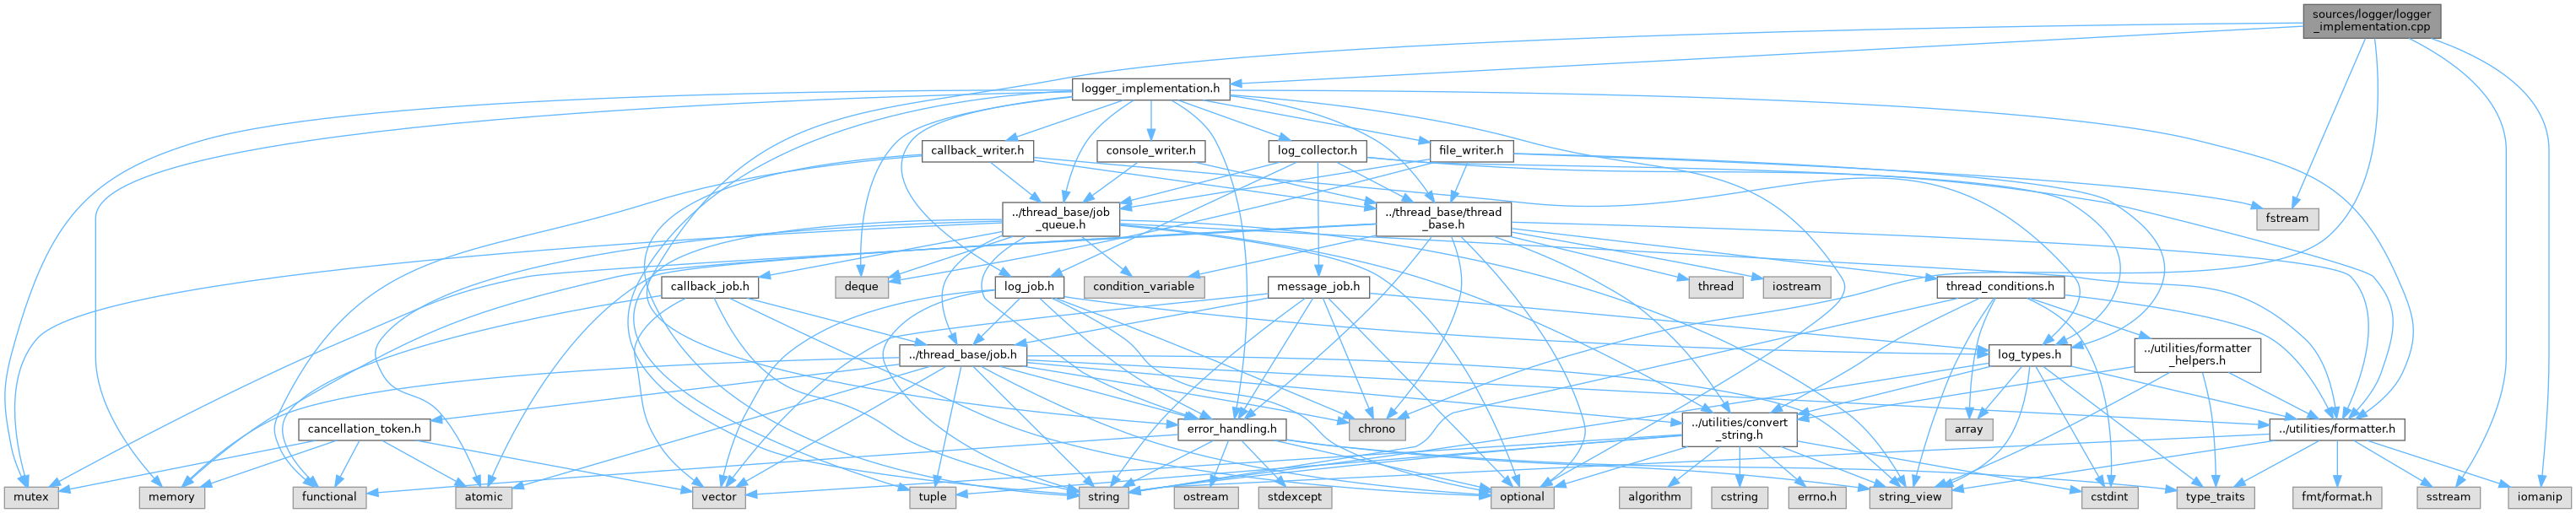 sources/logger/logger
_implementation.cpp
logger_implementation.h
callback_writer.h
console_writer.h
log_collector.h
file_writer.h
../thread_base/job
_queue.h
../thread_base/thread
_base.h
fstream
callback_job.h
deque
log_job.h
condition_variable
message_job.h
thread
iostream
thread_conditions.h
../thread_base/job.h
log_types.h
../utilities/formatter
_helpers.h
cancellation_token.h
error_handling.h
chrono
../utilities/convert
_string.h
array
../utilities/formatter.h
mutex
memory
functional
atomic
vector
tuple
string
ostream
stdexcept
optional
algorithm
cstring
errno.h
string_view
cstdint
type_traits
fmt/format.h
sstream
iomanip